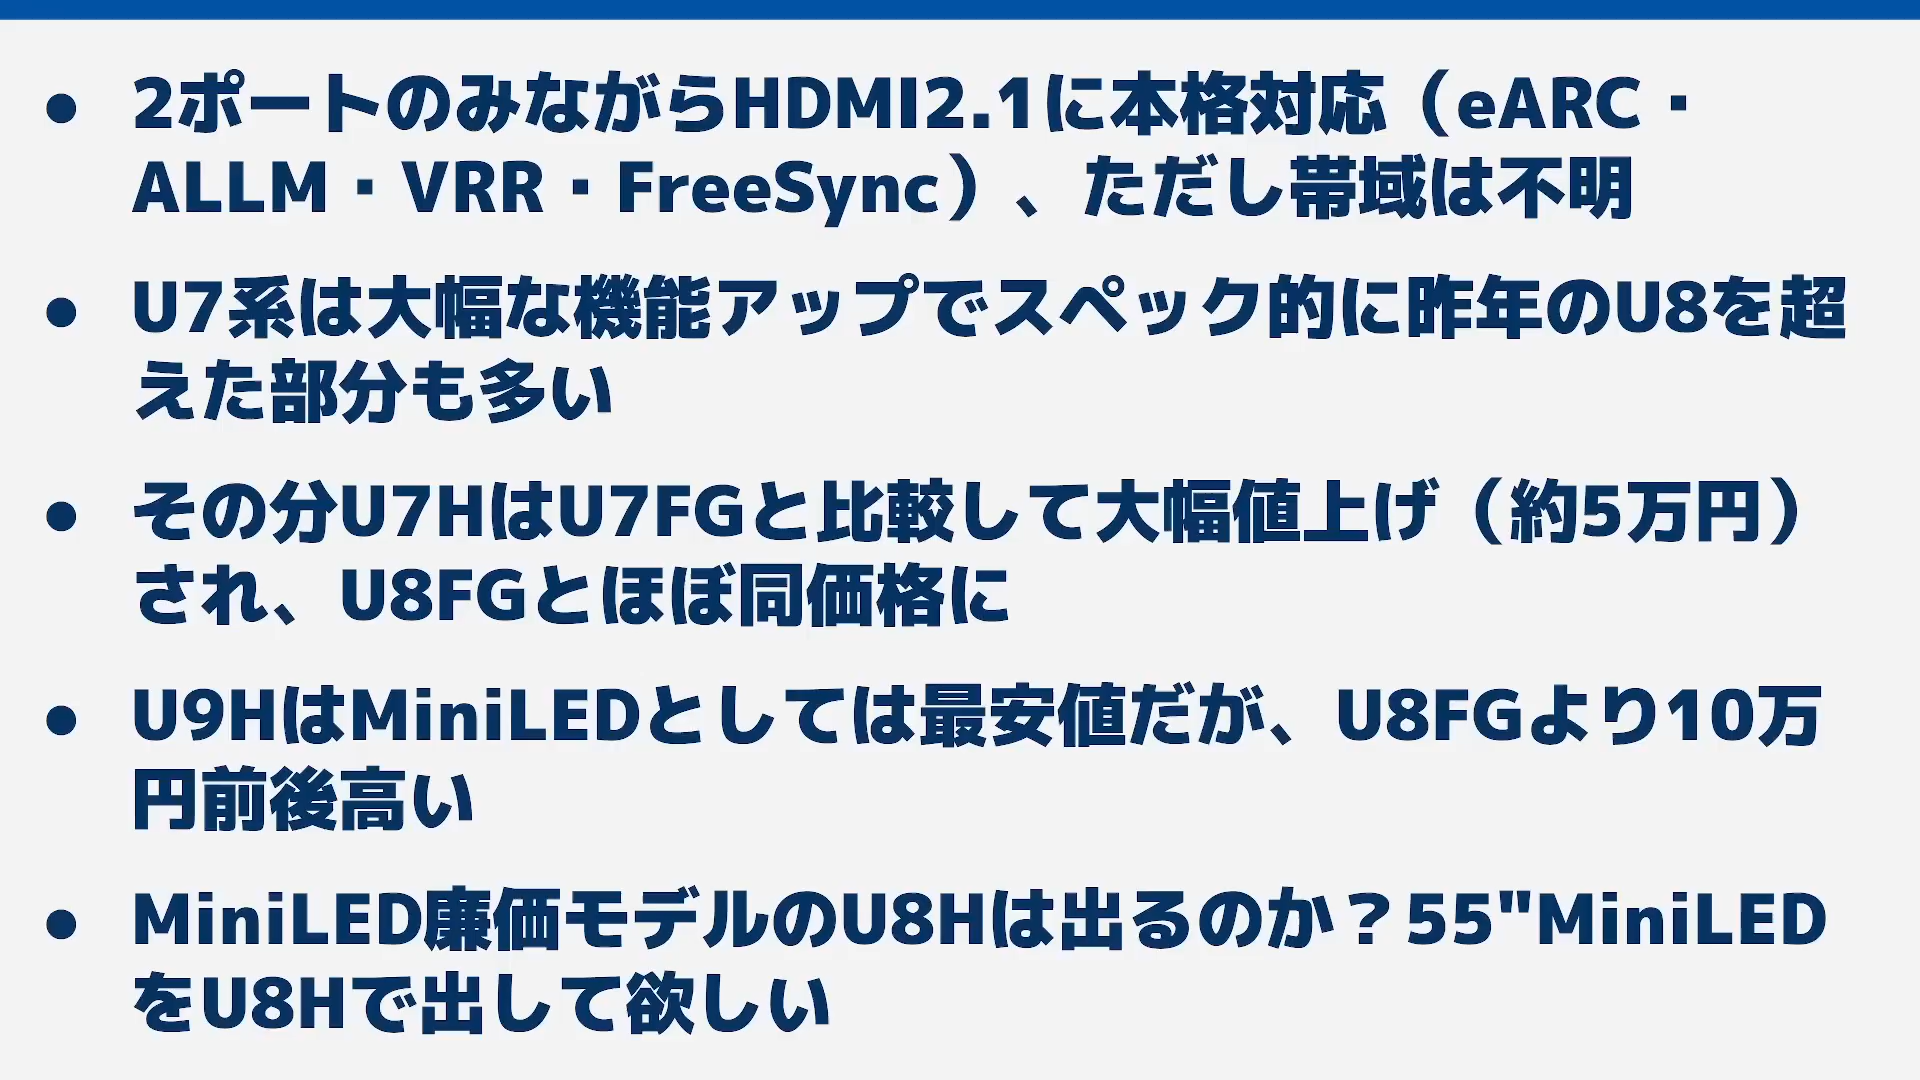 ● 2ポートのみながらHDMI2.1に本格対応（eARC・
ALLM・VRR・FreeSync）、ただし帯域は不明
● U7系は大幅な機能アップでスペック的に昨年のU8を超
えた部分も多い
● その分U7HはU7FGと比較して大幅値上げ（約5万円）
され、U8FGとほぼ同価格に
● U9HはMiniLEDとしては最安値だが、U8FGより10万
円前後高い
● MiniLED廉価モデルのU8Hは出るのか？55"MiniLED
をU8Hで出して欲しい